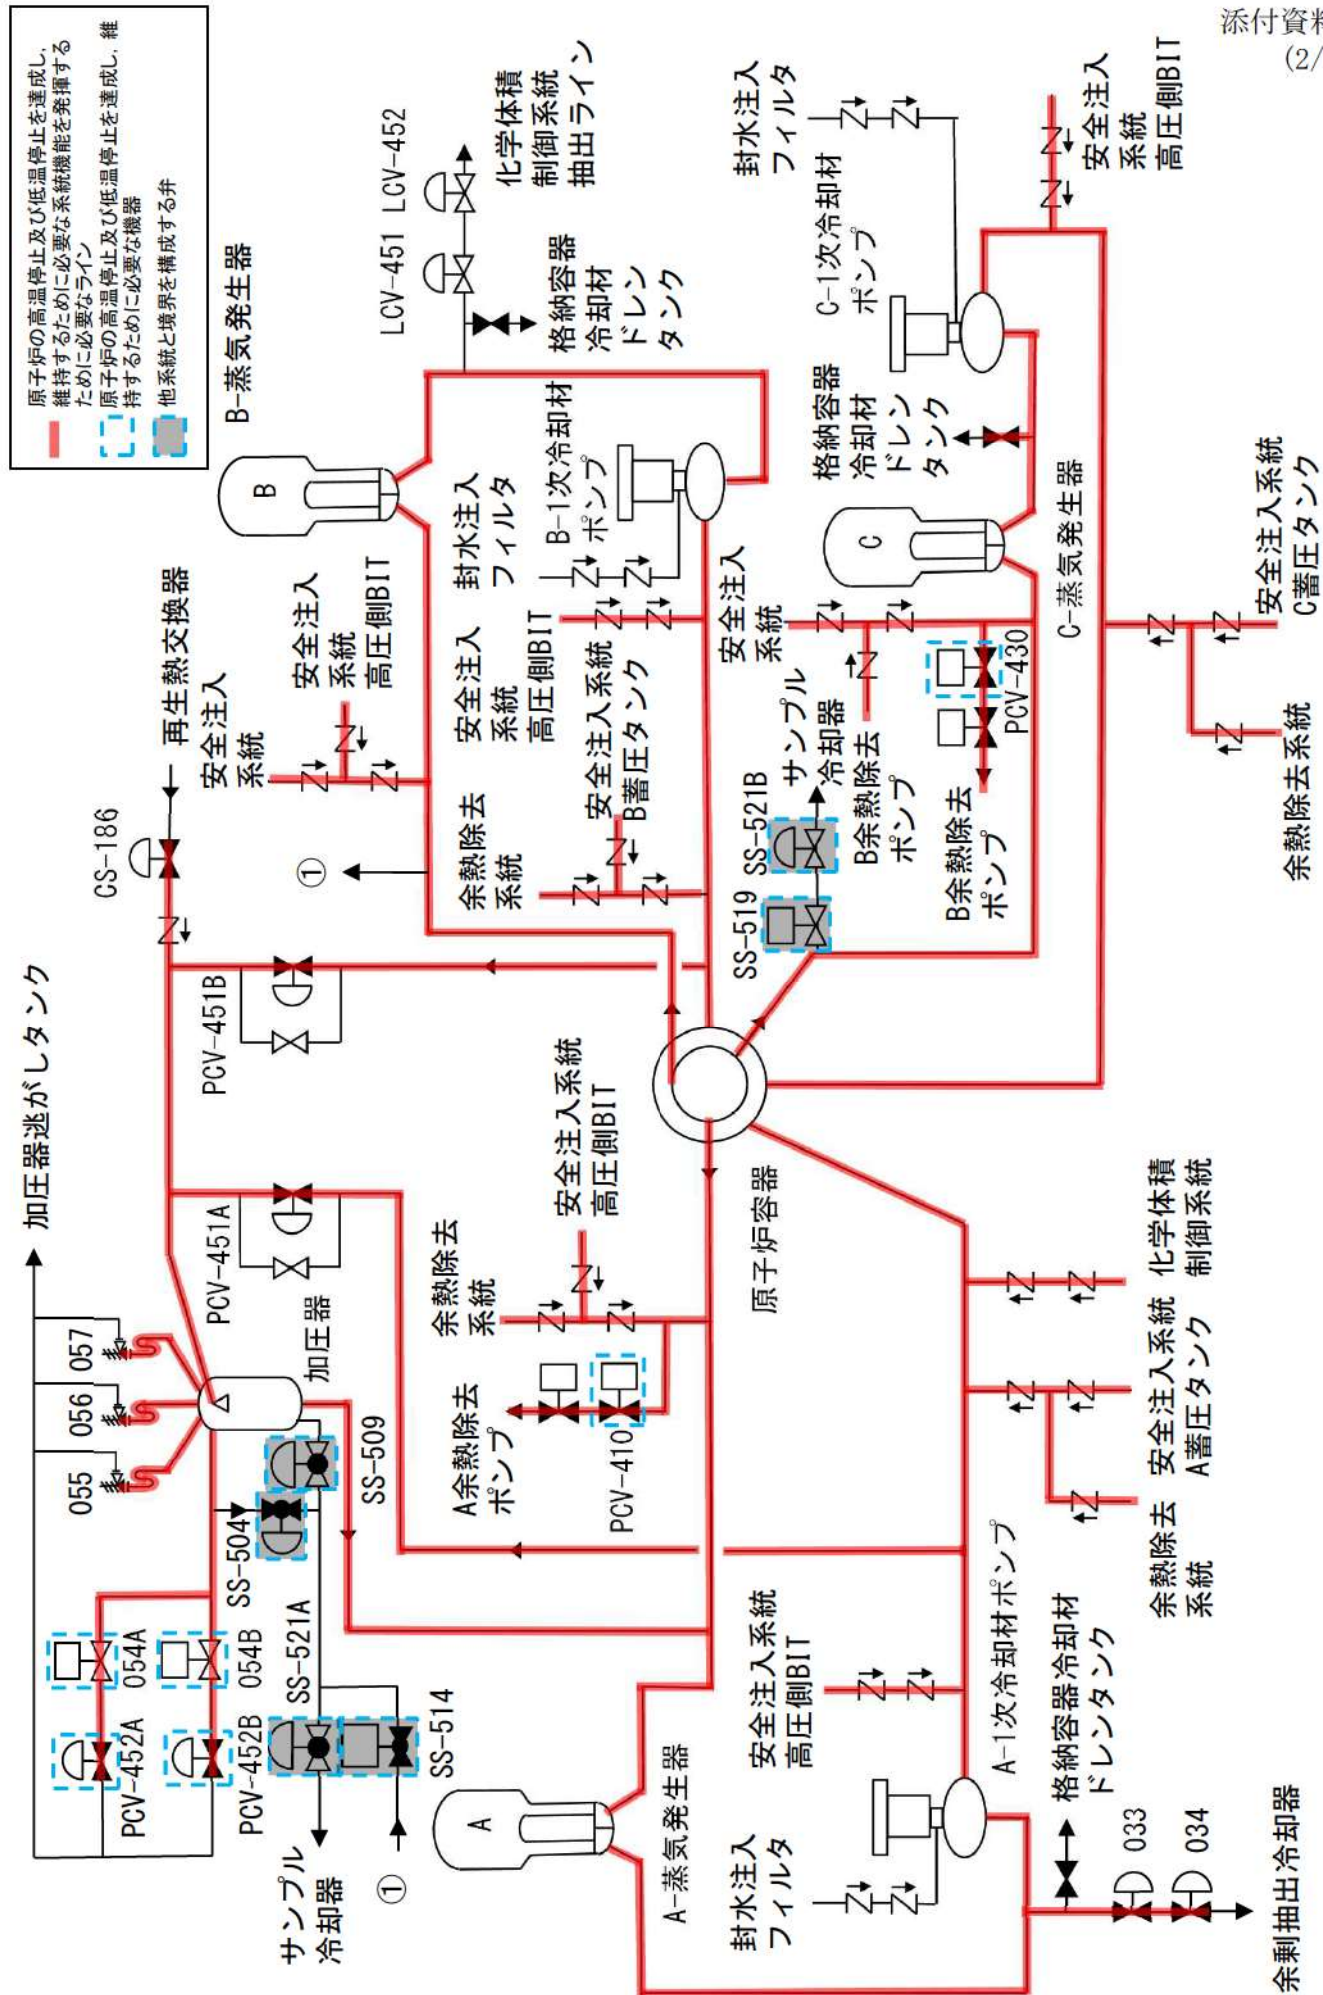 添付資料
(2/
原子炉の高温停止及び低温停止を達成し,
維持するために必要な系統機能を発揮する
ために必要なライン
原子炉の高温停止及び低温停止を達成し, 維
持するために必要な機器
他系統と境界を構成する弁
加圧器逃がしタンク
055
056
057
054A
PCV-452A
054B
PCV-452B
SS-504
SS-509
SS-521A
SS-514
サンプル
冷却器
①
加圧器
PCV-451A
PCV-451B
CS-186
再生熱交換器
安全注入
系統
安全注入
系統
高圧側BIT
①
B-蒸気発生器
B
LCV-451
LCV-452
化学体積
制御系統
抽出ライン
格納容器
冷却材
ドレン
タンク
封水注入
フィルタ
B-1次冷却材
ポンプ
安全注入
系統
高圧側BIT
余熱除去
系統
安全注入系統
B蓄圧タンク
A-蒸気発生器
A
A余熱除去
ポンプ
PCV-410
余熱除去
系統
安全注入系統
高圧側BIT
原子炉容器
SS-519
SS-521B
サンプル
冷却器
安全注入
系統
B余熱除去
ポンプ
B余熱除去
ポンプ
PCV-430
C-蒸気発生器
C
格納容器
冷却材
ドレン
タンク
C-1次冷却材
ポンプ
封水注入
フィルタ
安全注入
系統
高圧側BIT
安全注入系統
C蓄圧タンク
余熱除去系統
封水注入
フィルタ
安全注入系統
高圧側BIT
A-1次冷却材ポンプ
格納容器冷却材
ドレンタンク
033
034
余剰抽出冷却器
余熱除去
系統
安全注入系統
A蓄圧タンク
化学体積
制御系統